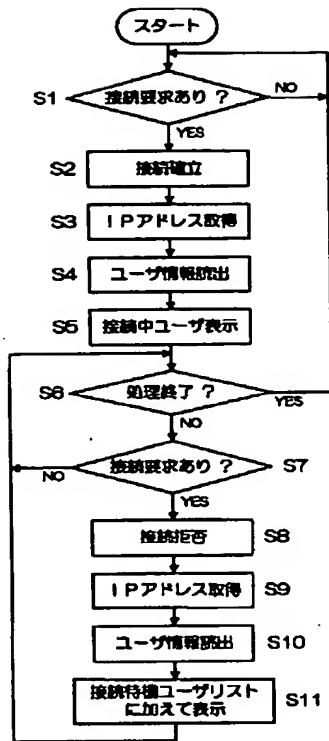 スタート
S1
接続要求あり ?
NO
YES
S2
接続確立
S3
IPアドレス取得
S4
ユーザ情報読出
S5
接続中ユーザ表示
S6
処理終了 ?
YES
NO
接続要求あり ?
S7
NO
YES
接続拒否
S8
IPアドレス取得
S9
ユーザ情報読出
S10
接続待機ユーザリスト
に加えて表示
S11